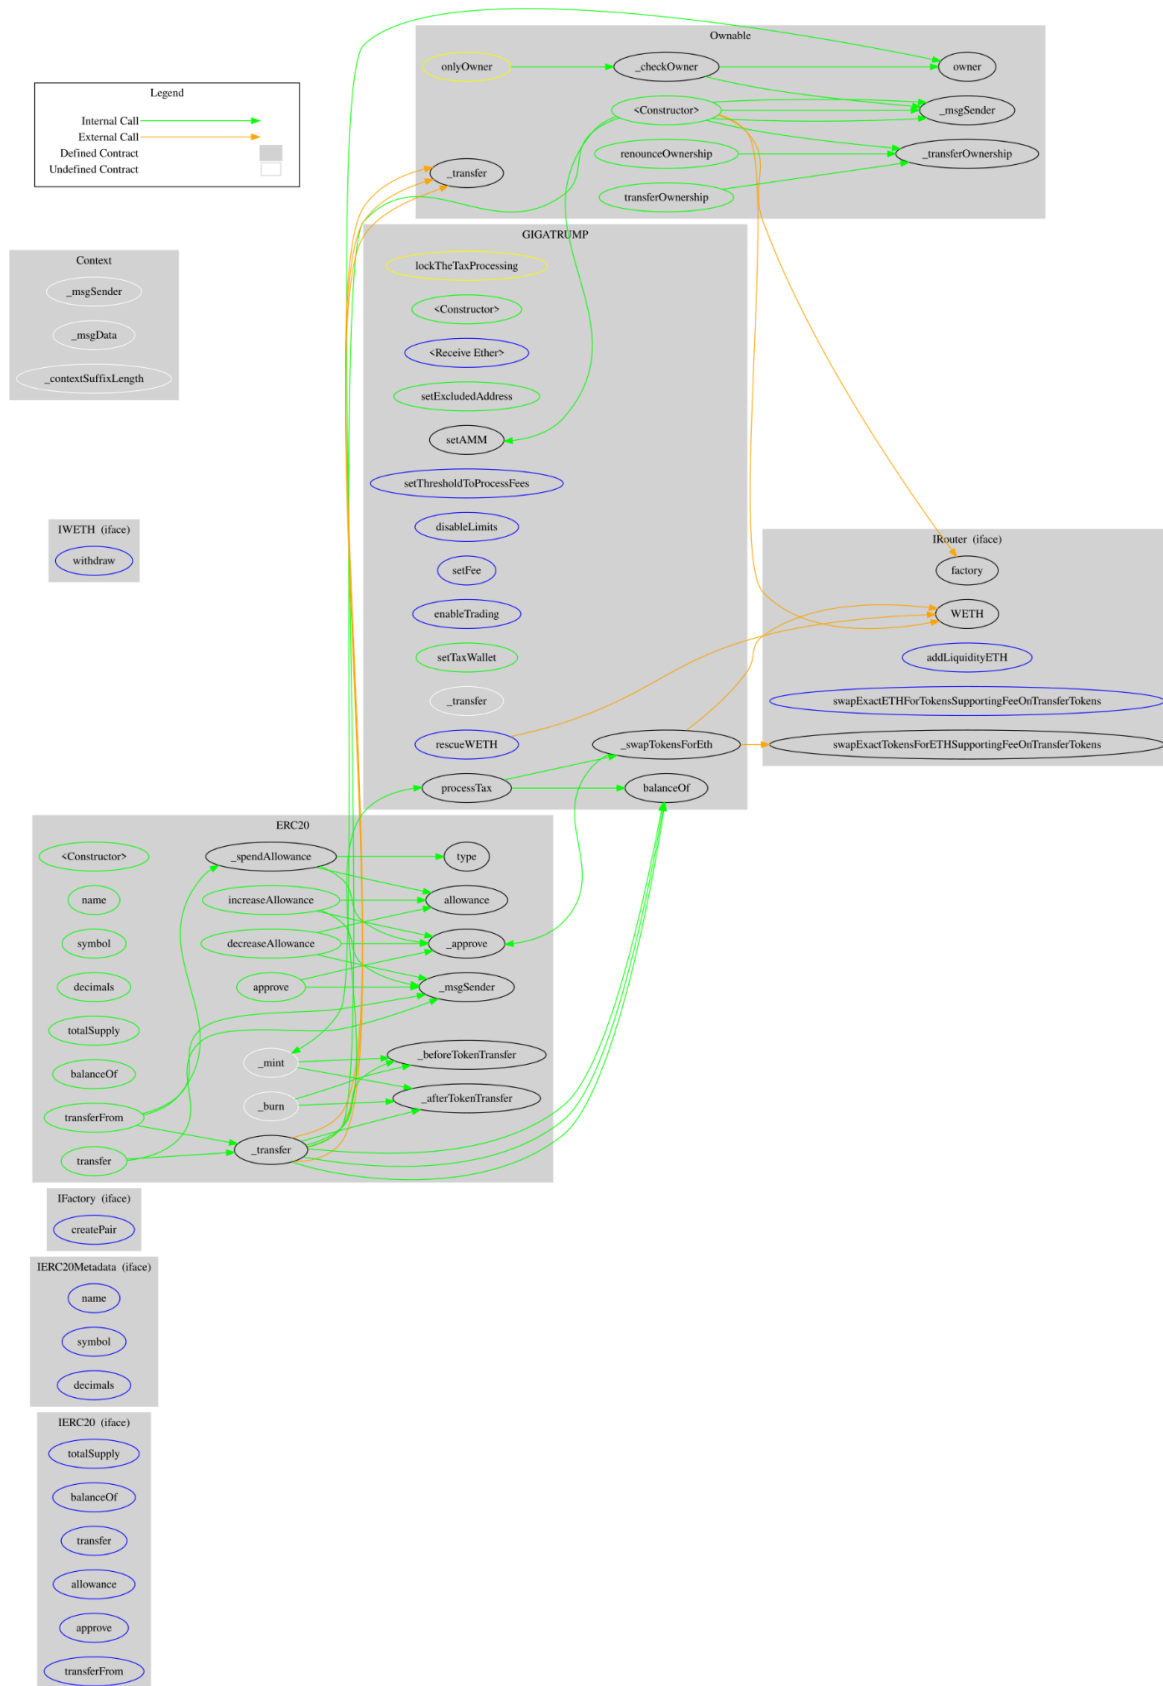 Legend
Internal Call
External Call
Defined Contract
Undefined Contract
Ownable
onlyOwner
_checkOwner
owner
<Constructor>
_msgSender
renounceOwnership
_transferOwnership
_transfer
transferOwnership
GIGATRUMP
lockTheTaxProcessing
<Constructor>
<Receive Ether>
setExcludedAddress
setAMM
setThresholdToProcessFees
disableLimits
setFee
enableTrading
setTaxWallet
_transfer
rescueWETH
_swapTokensForEth
processTax
balanceOf
Context
_msgSender
_msgData
_contextSuffixLength
IWETH (iface)
withdraw
IRouter (iface)
factory
WETH
addLiquidityETH
swapExactETHForTokensSupportingFeeOnTransferTokens
swapExactTokensForETHSupportingFeeOnTransferTokens
ERC20
<Constructor>
_spendAllowance
type
name
increaseAllowance
allowance
symbol
decreaseAllowance
_approve
decimals
approve
_msgSender
totalSupply
_mint
_beforeTokenTransfer
balanceOf
_burn
_afterTokenTransfer
transferFrom
_transfer
transfer
IFactory (iface)
createPair
IERC20Metadata (iface)
name
symbol
decimals
IERC20 (iface)
totalSupply
balanceOf
transfer
allowance
approve
transferFrom